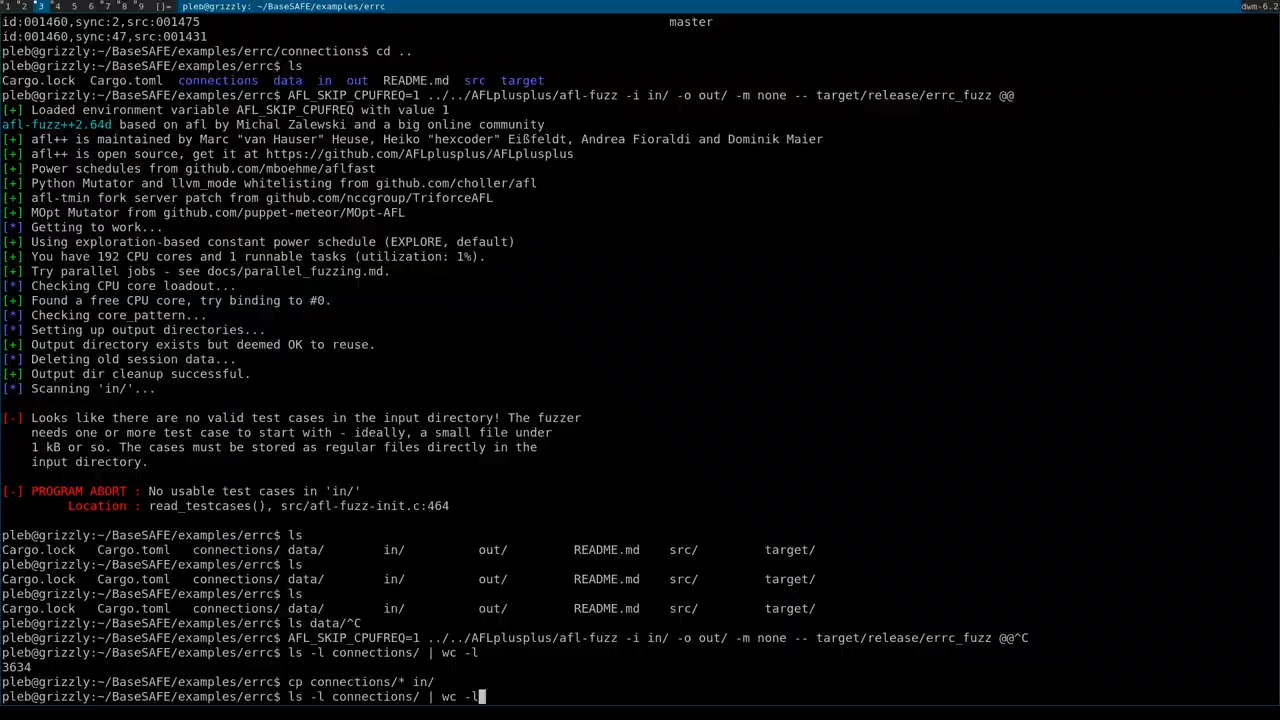 1 2 3 4 5 6 7 8 9 []= pleb@grizzly: ~/BaseSAFE/examples/errc dwm-6.2
id:001460,sync:2,src:001475 master
id:001460,sync:47,src:001431
pleb@grizzly:~/BaseSAFE/examples/errc/connections$ cd ..
pleb@grizzly:~/BaseSAFE/examples/errc$ ls
Cargo.lock Cargo.toml connections data in out README.md src target
pleb@grizzly:~/BaseSAFE/examples/errc$ AFL_SKIP_CPUFREQ=1 ../../AFLplusplus/afl-fuzz -i in/ -o out/ -m none -- target/release/errc_fuzz @@
[+] Loaded environment variable AFL_SKIP_CPUFREQ with value 1
afl-fuzz++2.64d based on afl by Michal Zalewski and a big online community
[+] afl++ is maintained by Marc "van Hauser" Heuse, Heiko "hexcoder" Eißfeldt, Andrea Fioraldi and Dominik Maier
[+] afl++ is open source, get it at https://github.com/AFLplusplus/AFLplusplus
[+] Power schedules from github.com/mboehme/aflfast
[+] Python Mutator and llvm_mode whitelisting from github.com/choller/afl
[+] afl-tmin fork server patch from github.com/nccgroup/TriforceAFL
[+] MOpt Mutator from github.com/puppet-meteor/MOpt-AFL
[*] Getting to work...
[+] Using exploration-based constant power schedule (EXPLORE, default)
[+] You have 192 CPU cores and 1 runnable tasks (utilization: 1%).
[+] Try parallel jobs - see docs/parallel_fuzzing.md.
[*] Checking CPU core loadout...
[+] Found a free CPU core, try binding to #0.
[*] Checking core_pattern...
[*] Setting up output directories...
[+] Output directory exists but deemed OK to reuse.
[*] Deleting old session data...
[+] Output dir cleanup successful.
[*] Scanning 'in/'...
[-] Looks like there are no valid test cases in the input directory! The fuzzer
needs one or more test case to start with - ideally, a small file under
1 kB or so. The cases must be stored as regular files directly in the
input directory.
[-] PROGRAM ABORT : No usable test cases in 'in/'
Location : read_testcases(), src/afl-fuzz-init.c:464
pleb@grizzly:~/BaseSAFE/examples/errc$ ls
Cargo.lock Cargo.toml connections/ data/ in/ out/ README.md src/ target/
pleb@grizzly:~/BaseSAFE/examples/errc$ ls
Cargo.lock Cargo.toml connections/ data/ in/ out/ README.md src/ target/
pleb@grizzly:~/BaseSAFE/examples/errc$ ls
Cargo.lock Cargo.toml connections/ data/ in/ out/ README.md src/ target/
pleb@grizzly:~/BaseSAFE/examples/errc$ ls data/^C
pleb@grizzly:~/BaseSAFE/examples/errc$ AFL_SKIP_CPUFREQ=1 ../../AFLplusplus/afl-fuzz -i in/ -o out/ -m none -- target/release/errc_fuzz @@^C
pleb@grizzly:~/BaseSAFE/examples/errc$ ls -l connections/ | wc -l
3634
pleb@grizzly:~/BaseSAFE/examples/errc$ cp connections/* in/
pleb@grizzly:~/BaseSAFE/examples/errc$ ls -l connections/ | wc -l